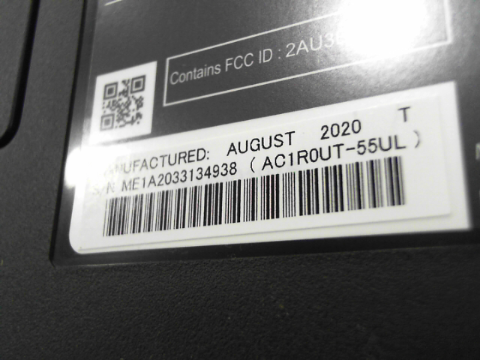 Contains FCC ID : 2AU3
MANUFACTURED: AUGUST 2020 T
S/N ME1A2033134938 ( AC1R0UT-55UL )